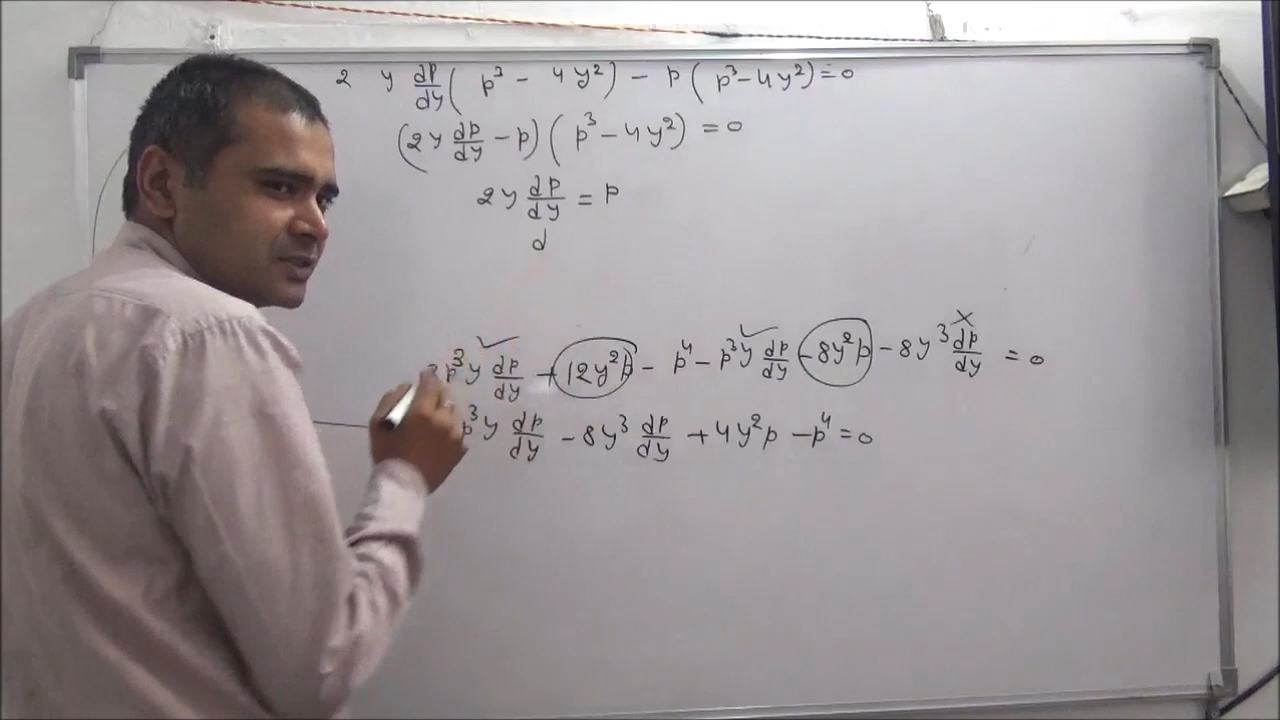 2 y dp/dy ( p³ - 4y² ) - p ( p³ - 4y² ) = 0
( 2y dp/dy - p ) ( p³ - 4y² ) = 0
2y dp/dy = p
d
3p³y dp/dy + 12y²p - p⁴ - p³y dp/dy - 8y²p - 8y³ dp/dy = 0
p³y dp/dy - 8y³ dp/dy + 4y²p - p⁴ = 0